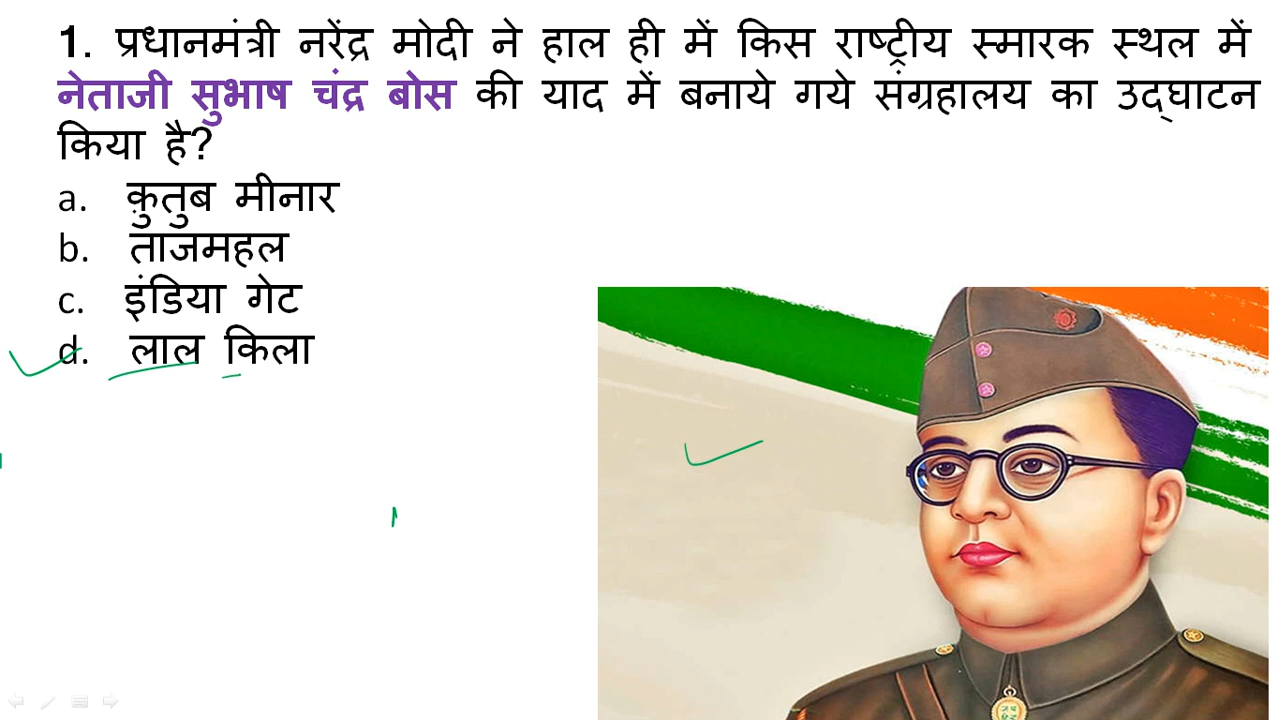 1. प्रधानमंत्री नरेंद्र मोदी ने हाल ही में किस राष्ट्रीय स्मारक स्थल में
नेताजी सुभाष चंद्र बोस की याद में बनाये गये संग्रहालय का उद्घाटन
किया है?
a. क़ुतुब मीनार
b. ताजमहल
c. इंडिया गेट
d. लाल किला